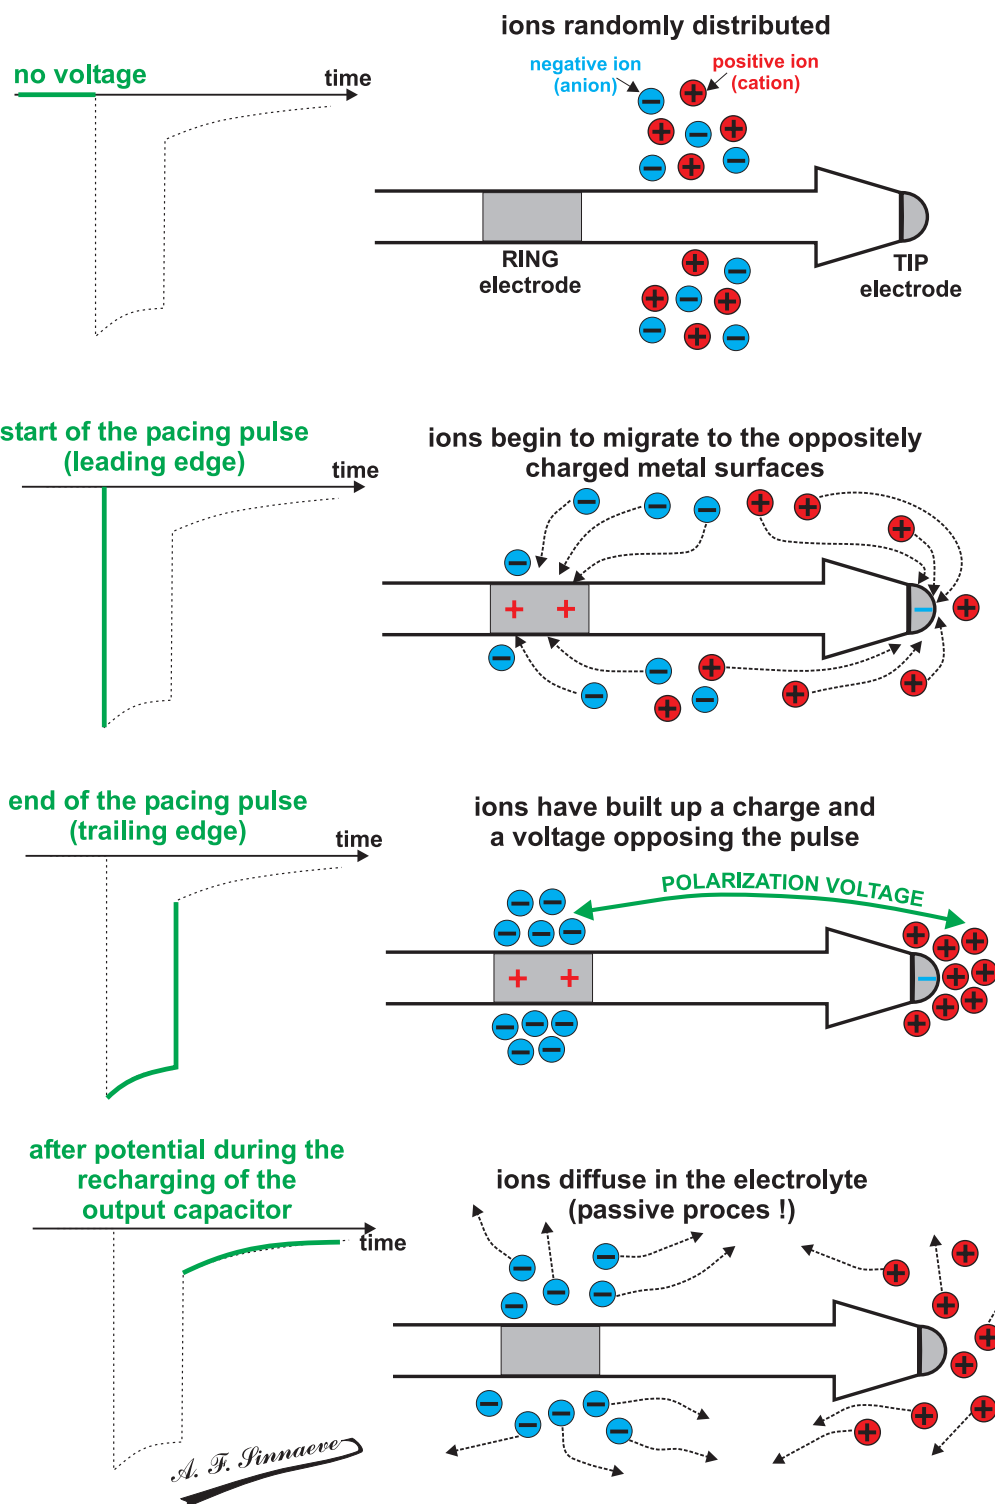 ions randomly distributed
no voltage
time
negative ion
(anion)
positive ion
(cation)
RING
electrode
TIP
electrode
start of the pacing pulse
(leading edge)
time
ions begin to migrate to the oppositely
charged metal surfaces
end of the pacing pulse
(trailing edge)
time
ions have built up a charge and
a voltage opposing the pulse
POLARIZATION VOLTAGE
after potential during the
recharging of the
output capacitor
time
ions diffuse in the electrolyte
(passive proces !)
A. F. Sinnaeve